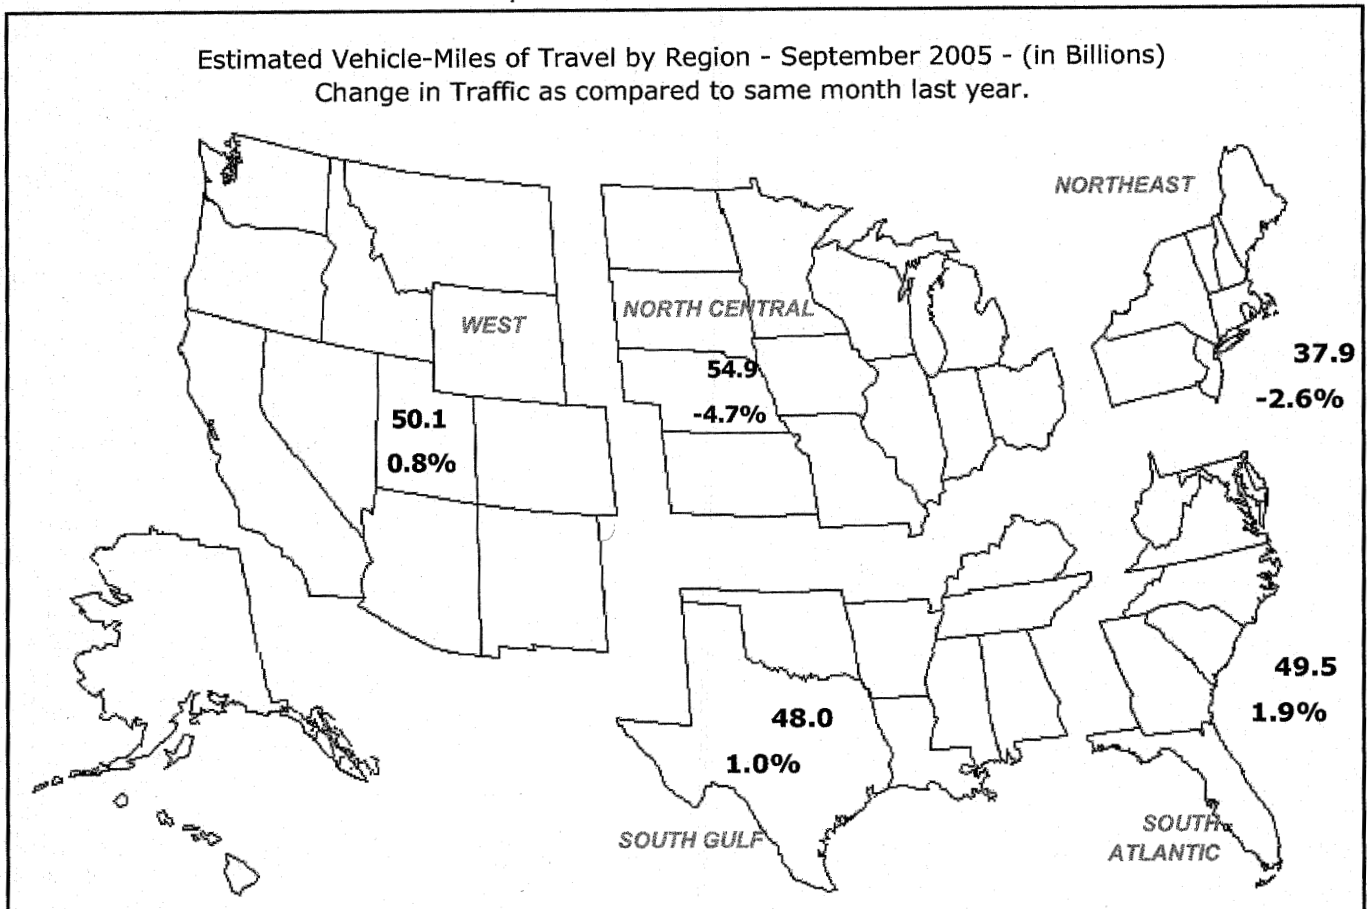 Estimated Vehicle-Miles of Travel by Region - September 2005 - (in Billions)
Change in Traffic as compared to same month last year.
NORTHEAST
37.9
-2.6%
WEST
50.1
0.8%
NORTH CENTRAL
54.9
-4.7%
SOUTH GULF
48.0
1.0%
SOUTH
ATLANTIC
49.5
1.9%